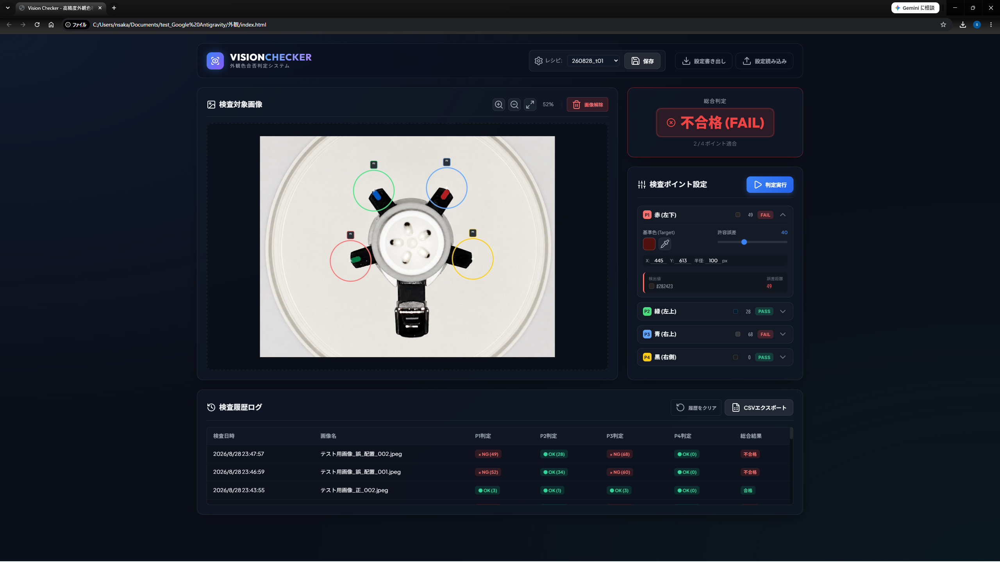 Vision Checker - 高精度外観色
Gemini に相談
ファイル
C:/Users/nsaka/Documents/test_Google%20Antigravity/外観/index.html
S
VISIONCHECKER
外観色合否判定システム
レシピ: 260828_t01 保存
設定書き出し
設定読み込み
検査対象画像
52%
画像解除
P2
P3
P1
P4
総合判定
不合格 (FAIL)
2 / 4 ポイント適合
検査ポイント設定
判定実行
P1 赤 (左下) 49 FAIL
基準色 (Target)
許容誤差 40
X: 445 Y: 613 半径: 100 px
検出値
#282423
誤差距離
49
P2 緑 (左上) 28 PASS
P3 青 (右上) 68 FAIL
P4 黒 (右側) 0 PASS
検査履歴ログ
履歴をクリア
CSVエクスポート
検査日時 画像名 P1判定 P2判定 P3判定 P4判定 総合結果
2026/8/28 23:47:57 テスト用画像_誤_配置_002.jpeg × NG (49) ● OK (28) × NG (68) ● OK (0) 不合格
2026/8/28 23:46:59 テスト用画像_誤_配置_001.jpeg × NG (52) ● OK (34) × NG (60) ● OK (0) 不合格
2026/8/28 23:43:55 テスト用画像_正_002.jpeg ● OK (3) ● OK (1) ● OK (3) ● OK (0) 合格